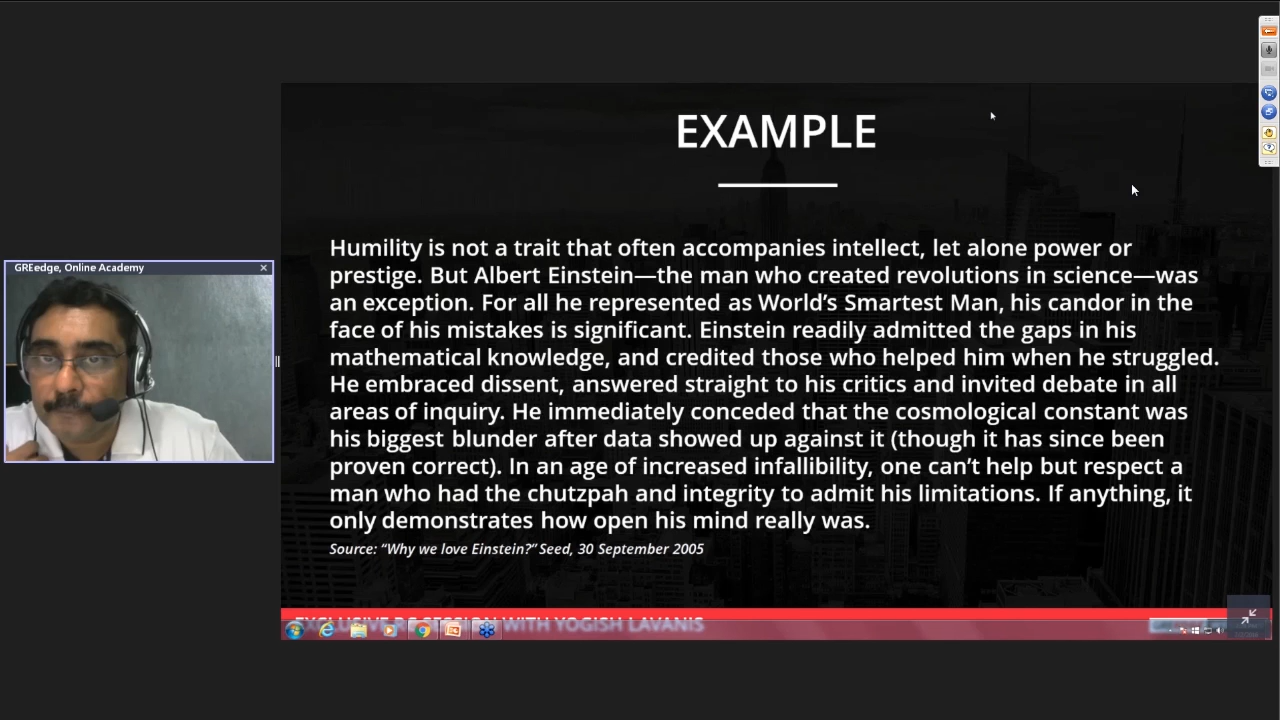 EXAMPLE
GREedge, Online Academy
Humility is not a trait that often accompanies intellect, let alone power or
prestige. But Albert Einstein—the man who created revolutions in science—was
an exception. For all he represented as World's Smartest Man, his candor in the
face of his mistakes is significant. Einstein readily admitted the gaps in his
mathematical knowledge, and credited those who helped him when he struggled.
He embraced dissent, answered straight to his critics and invited debate in all
areas of inquiry. He immediately conceded that the cosmological constant was
his biggest blunder after data showed up against it (though it has since been
proven correct). In an age of increased infallibility, one can't help but respect a
man who had the chutzpah and integrity to admit his limitations. If anything, it
only demonstrates how open his mind really was.
Source: “Why we love Einstein?” Seed, 30 September 2005
WITH YOGISH LAVANIS